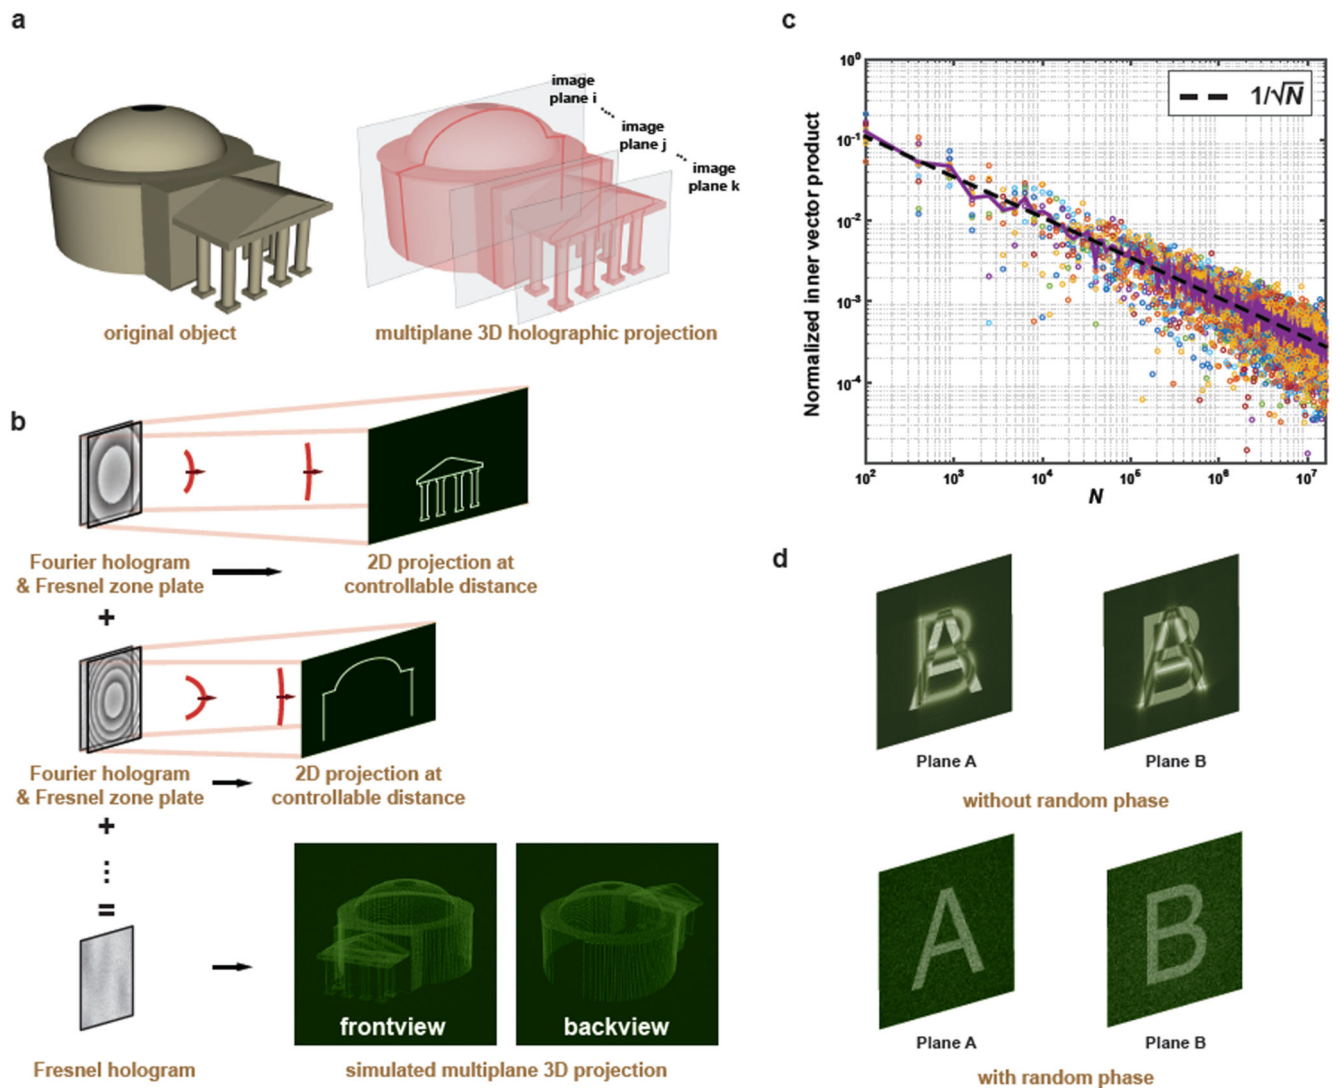 a
image
plane i
image
plane j
image
plane k
original object
multiplane 3D holographic projection
b
Fourier hologram
& Fresnel zone plate
2D projection at
controllable distance
+
Fourier hologram
& Fresnel zone plate
2D projection at
controllable distance
+
⋮
=
frontview
backview
Fresnel hologram
simulated multiplane 3D projection
c
Normalized inner vector product
10⁰
10⁻¹
10⁻²
10⁻³
10⁻⁴
1/√N
10² 10³ 10⁴ 10⁵ 10⁶ 10⁷
N
d
Plane A
Plane B
without random phase
A
B
Plane A
Plane B
with random phase